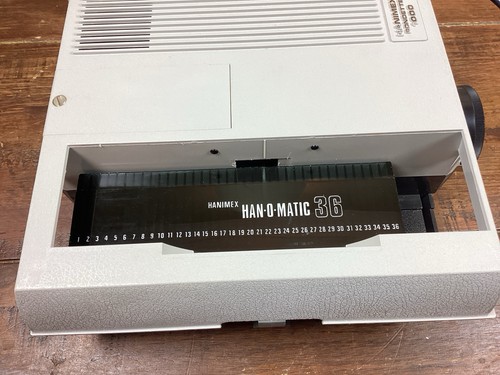 HANIMEX
RONDETTE
HANIMEX HAN-O-MATIC 36
1 2 3 4 5 6 7 8 9 10 11 12 13 14 15 16 17 18 19 20 21 22 23 24 25 26 27 28 29 30 31 32 33 34 35 36